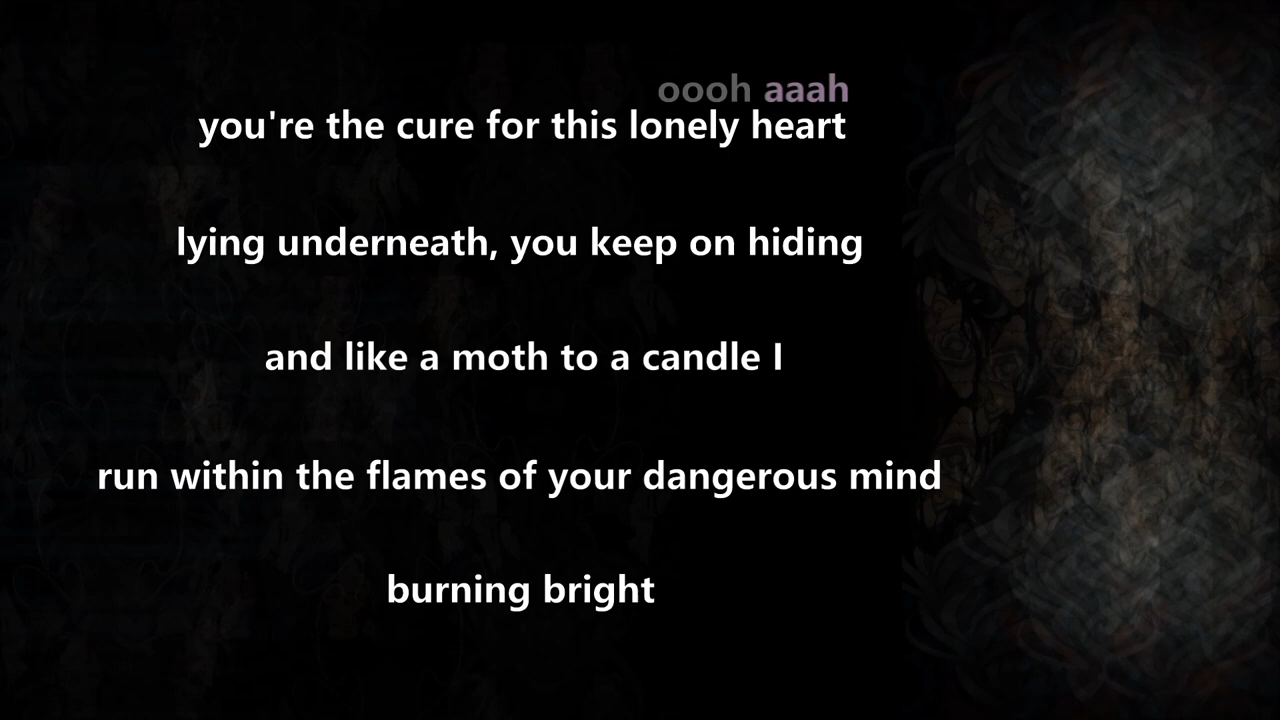 oooh aaah
you're the cure for this lonely heart
lying underneath, you keep on hiding
and like a moth to a candle I
run within the flames of your dangerous mind
burning bright